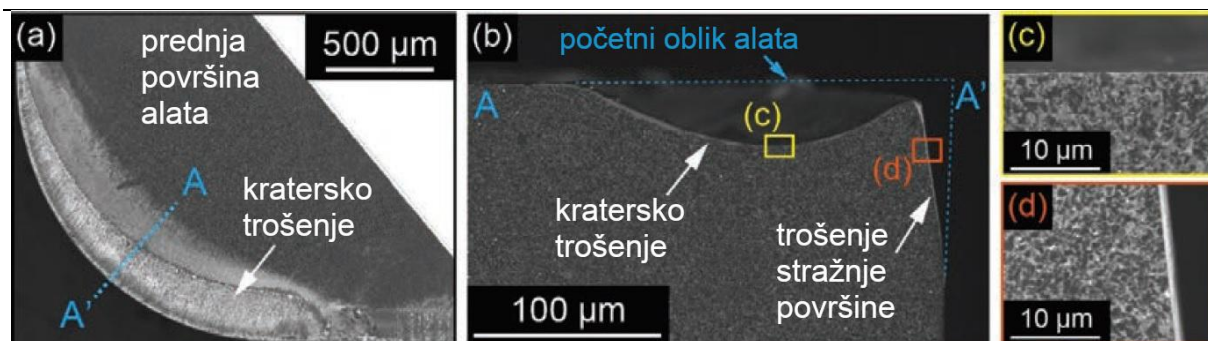 (a)
prednja
površina
alata
500 µm
A
A'
kratersko
trošenje
(b)
početni oblik alata
A
A'
(c)
(d)
kratersko
trošenje
trošenje
stražnje
površine
100 µm
(c)
10 µm
(d)
10 µm